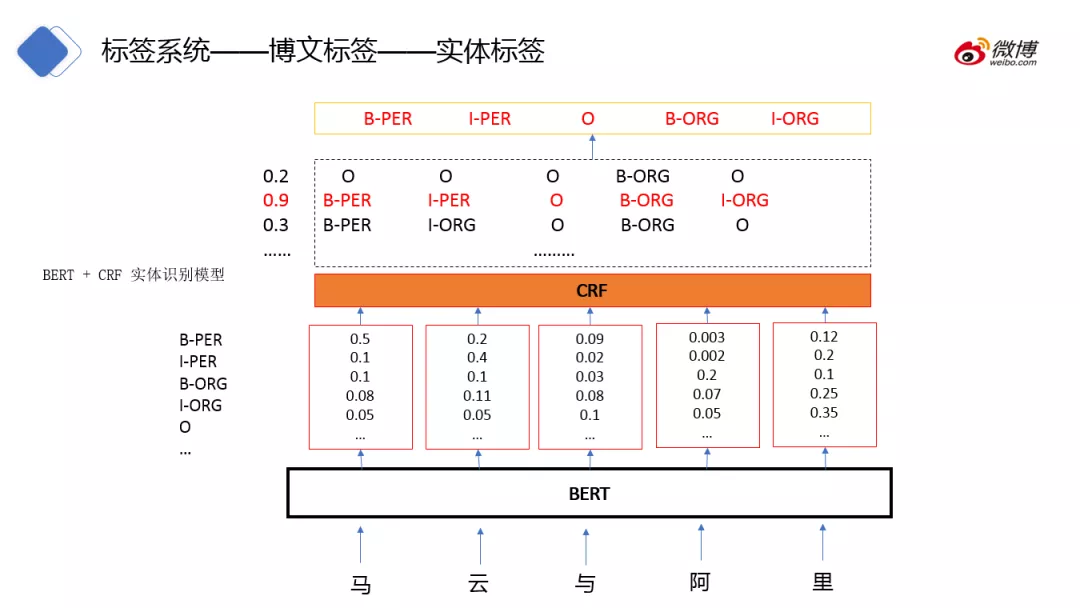 标签系统——博文标签——实体标签
微博
weibo.com
B-PER I-PER O B-ORG I-ORG
0.2 O O O B-ORG O
0.9 B-PER I-PER O B-ORG I-ORG
0.3 B-PER I-ORG O B-ORG O
...... .........
BERT + CRF 实体识别模型
CRF
B-PER 0.5 0.2 0.09 0.003 0.12
I-PER 0.1 0.4 0.02 0.002 0.2
B-ORG 0.1 0.1 0.03 0.2 0.1
I-ORG 0.08 0.11 0.08 0.07 0.25
O 0.05 0.05 0.1 0.05 0.35
... ... ... ... ... ...
BERT
马 云 与 阿 里